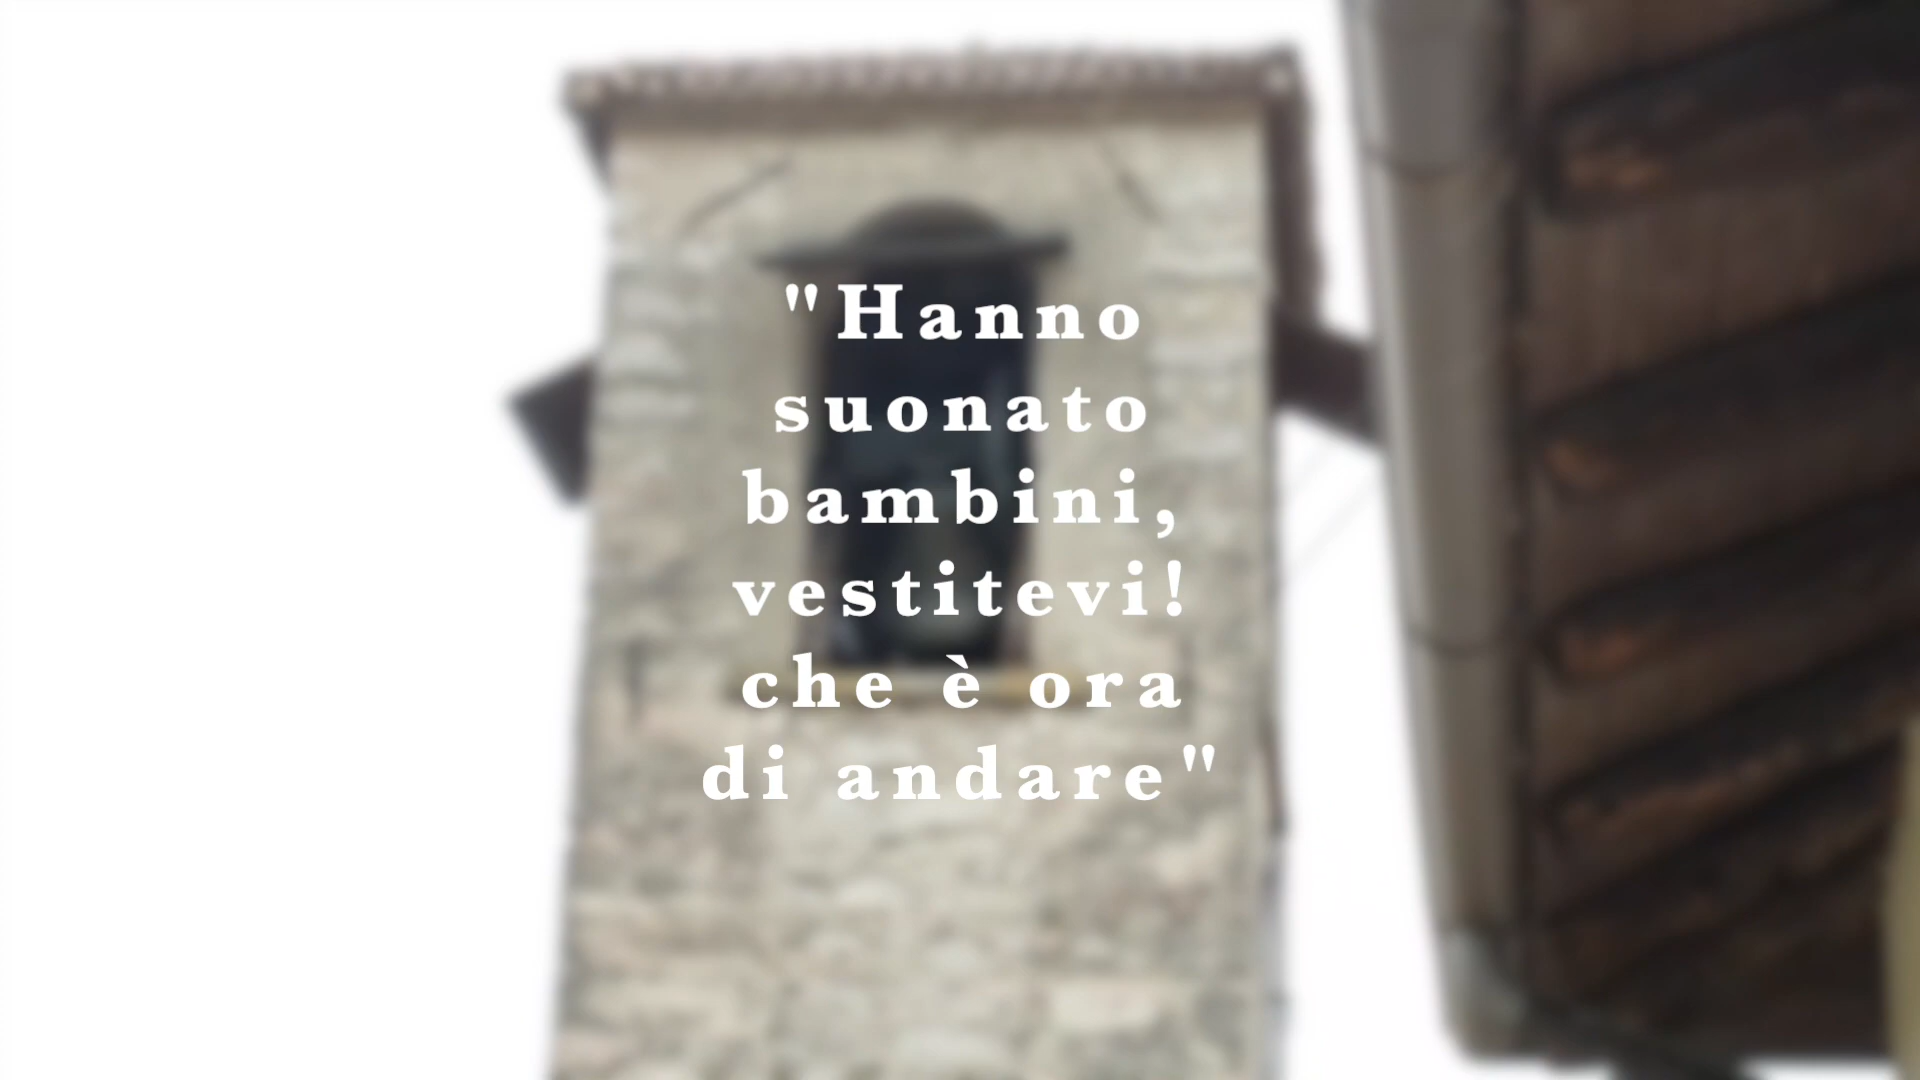 "Hanno
suonato
bambini,
vestitevi!
che è ora
di andare"